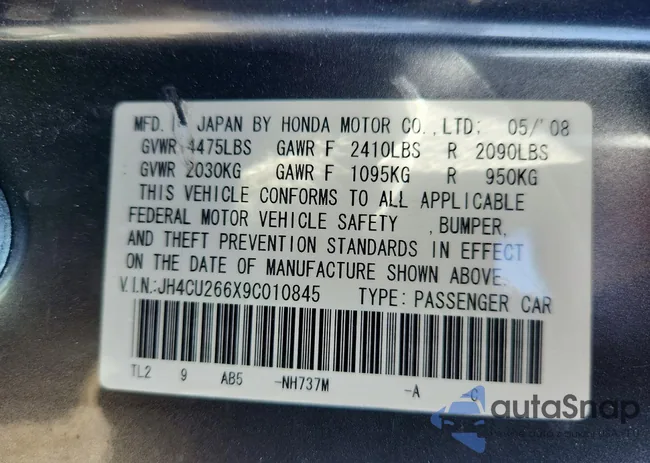 MFD. I JAPAN BY HONDA MOTOR CO.,LTD: 05/'08
GVWR 4475LBS GAWR F 2410LBS R 2090LBS
GVWR 2030KG GAWR F 1095KG R 950KG
THIS VEHICLE CONFORMS TO ALL APPLICABLE
FEDERAL MOTOR VEHICLE SAFETY , BUMPER,
AND THEFT PREVENTION STANDARDS IN EFFECT
ON THE DATE OF MANUFACTURE SHOWN ABOVE.
V.I.N.:JH4CU266X9C010845 TYPE: PASSENGER CAR
TL2 9 AB5 -NH737M -A C
autoSnap